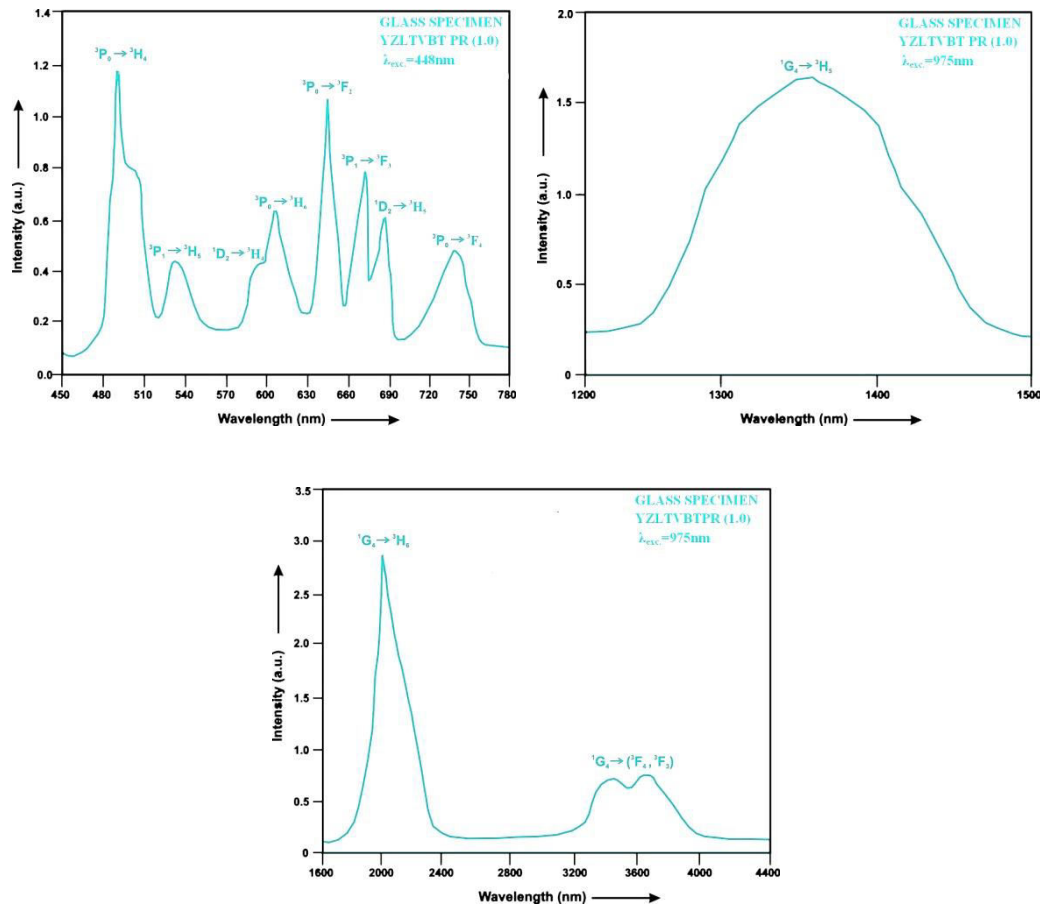 GLASS SPECIMEN
YZLTVBT PR (1.0)
λexc.=448nm
1.4
1.2
1.0
0.8
0.6
0.4
0.2
0.0
Intensity (a.u.)
³P₀ → ³H₄
³P₁ → ³H₅
¹D₂ → ³H₄
³P₀ → ³H₆
³P₀ → ³F₂
³P₁ → ³F₃
¹D₂ → ³H₅
³P₀ → ³F₄
450 480 510 540 570 600 630 660 690 720 750 780
Wavelength (nm)
GLASS SPECIMEN
YZLTVBT PR (1.0)
λexc.=975nm
2.0
1.5
1.0
0.5
0
Intensity (a.u.)
¹G₄ → ³H₅
1200 1300 1400 1500
Wavelength (nm)
GLASS SPECIMEN
YZLTVBTPR (1.0)
λexc.=975nm
3.5
3.0
2.5
2.0
1.5
1.0
0.5
0
Intensity (a.u.)
¹G₄ → ³H₆
¹G₄ → (³F₄, ³F₃)
1600 2000 2400 2800 3200 3600 4000 4400
Wavelength (nm)